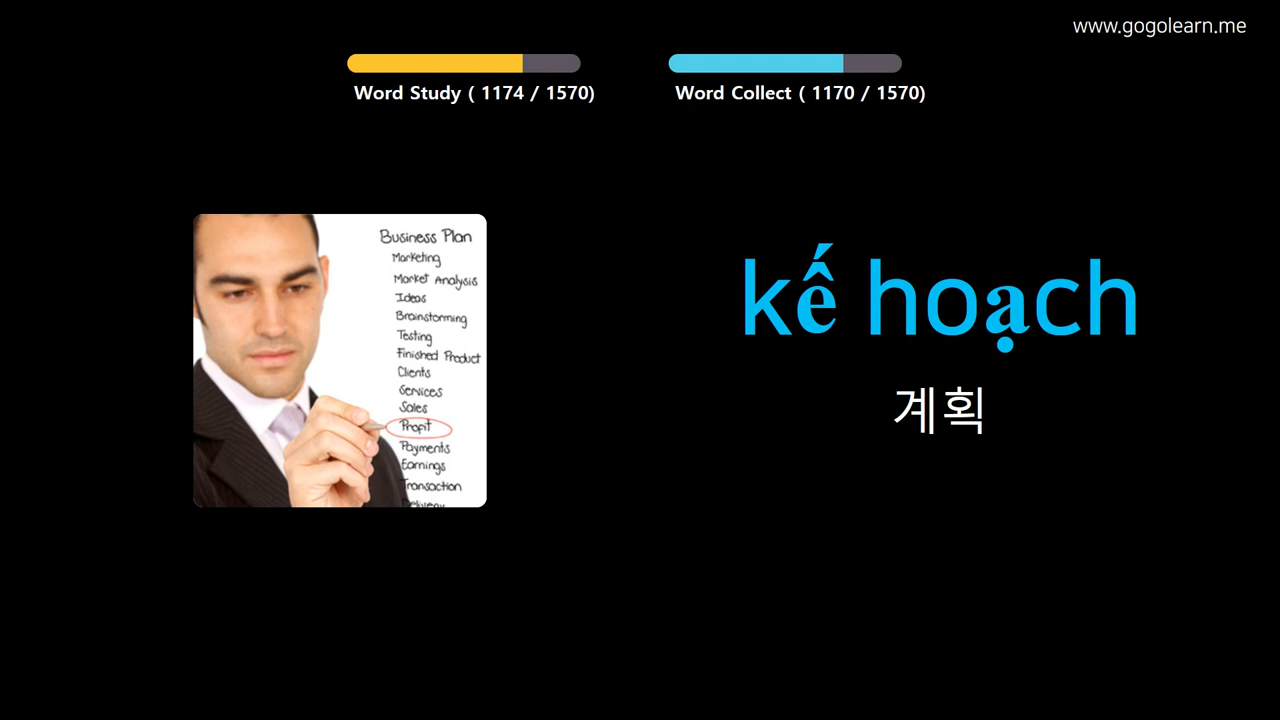 www.gogolearn.me
Word Study ( 1174 / 1570)
Word Collect ( 1170 / 1570)
Business Plan
Marketing
Market Analysis
Ideas
Brainstorming
Testing
Finished Product
Clients
Services
Sales
Profit
Payments
Earnings
Transaction
Delivery
kế hoạch
계획